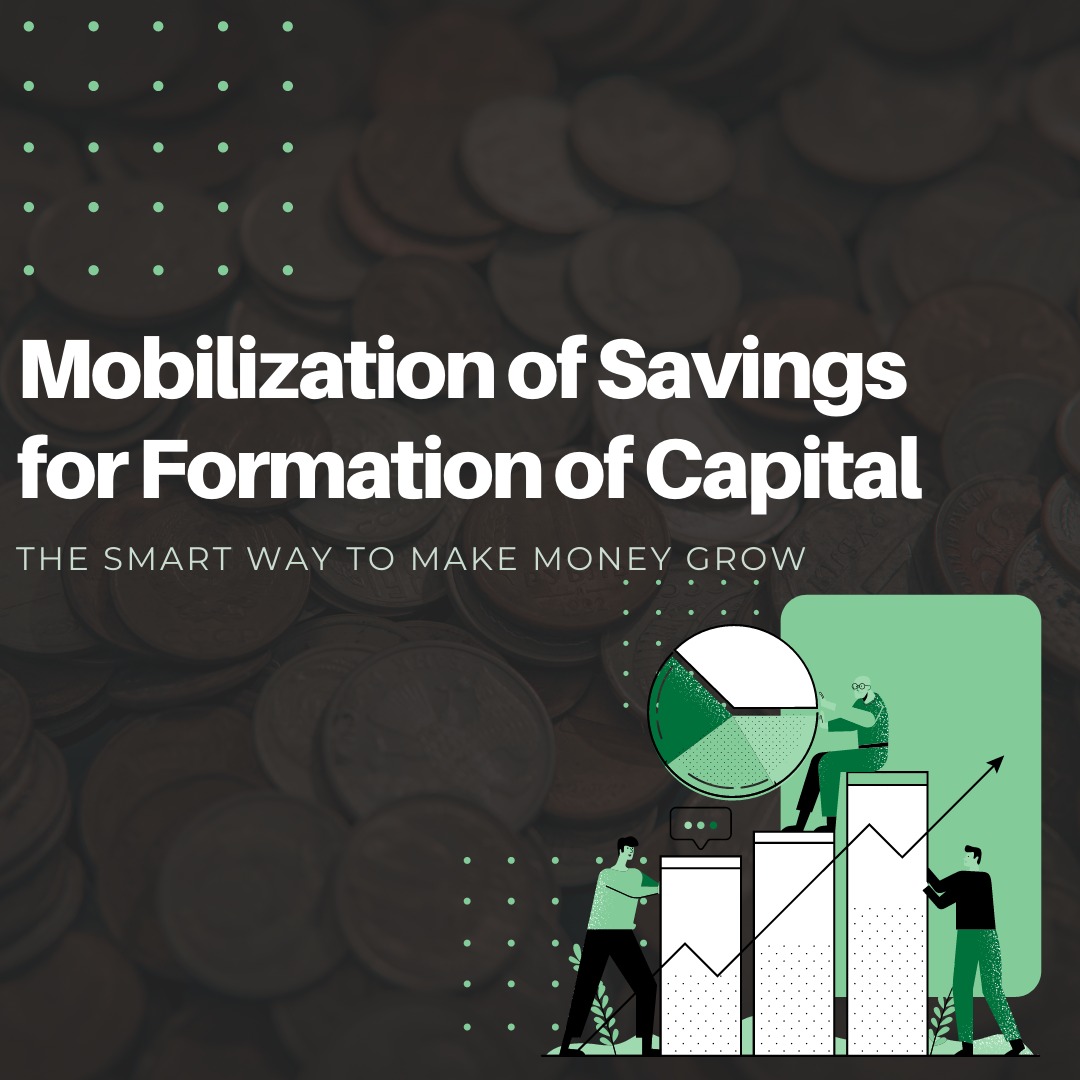 Mobilization of Savings
for Formation of Capital
THE SMART WAY TO MAKE MONEY GROW